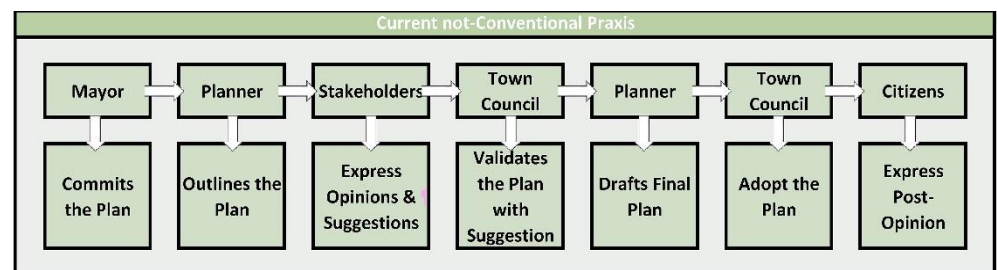 Current not-Conventional Praxis
Mayor
Planner
Stakeholders
Town
Council
Planner
Town
Council
Citizens
Commits
the Plan
Outlines the
Plan
Express
Opinions &
Suggestions
Validates
the Plan
with
Suggestion
Drafts Final
Plan
Adopt the
Plan
Express
Post-
Opinion